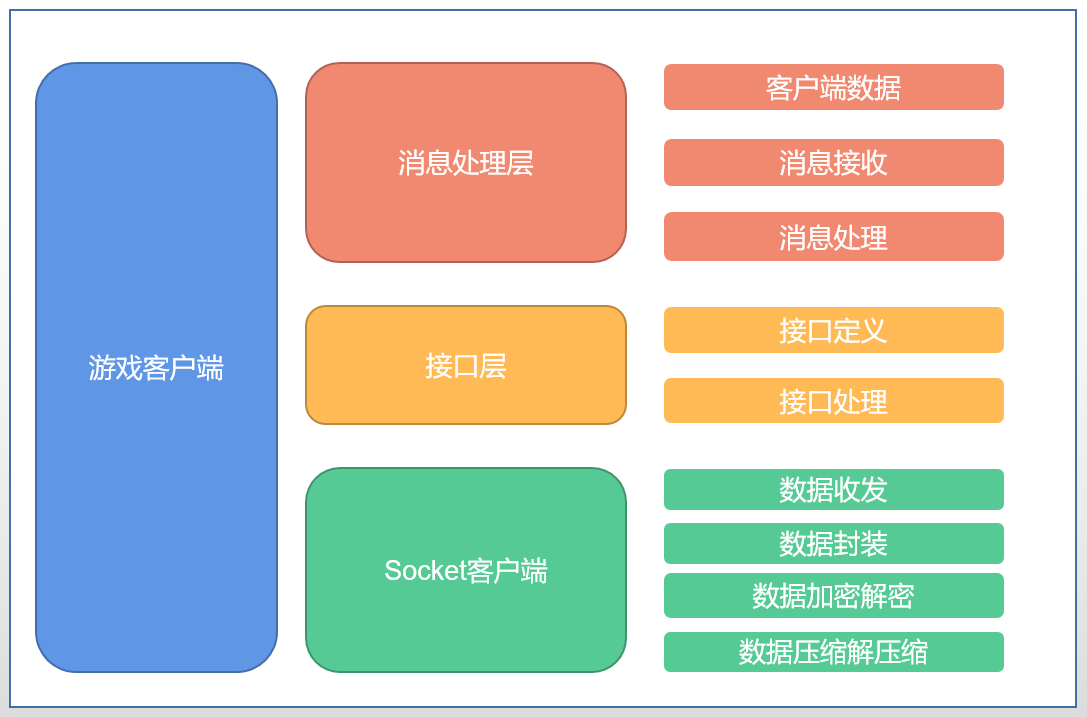 游戏客户端
消息处理层
客户端数据
消息接收
消息处理
接口层
接口定义
接口处理
Socket客户端
数据收发
数据封装
数据加密解密
数据压缩解压缩